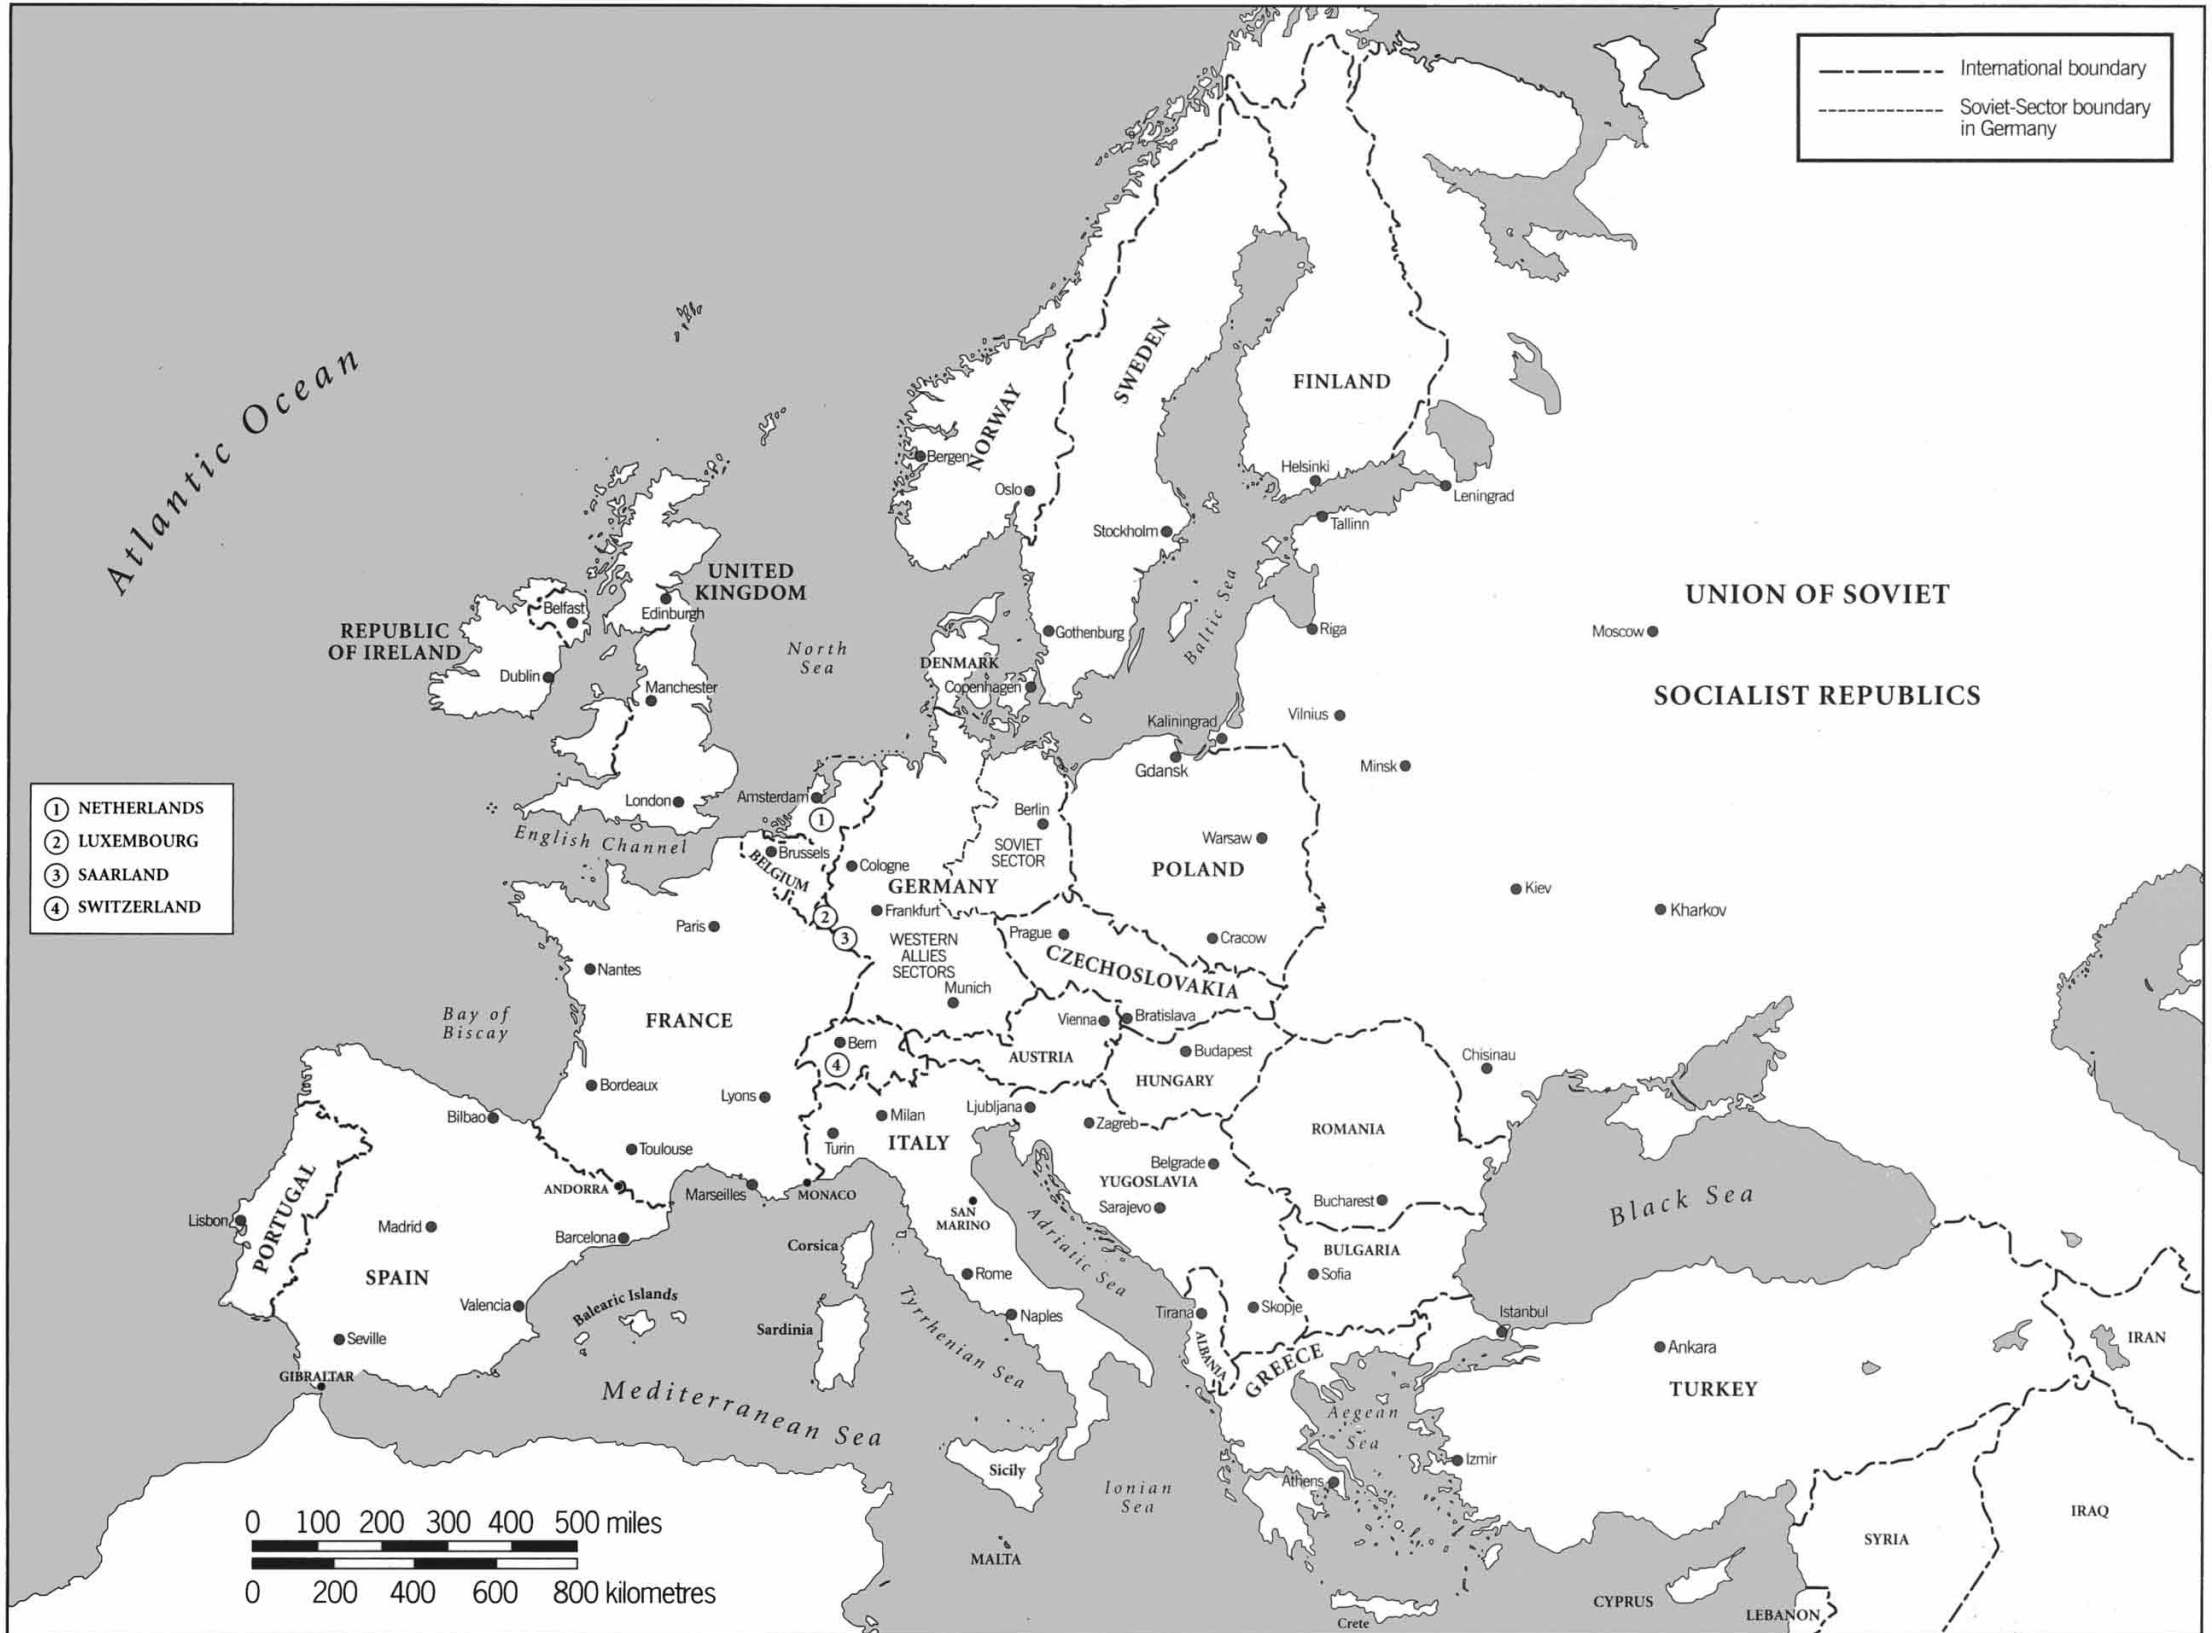 International boundary
Soviet-Sector boundary
in Germany
Atlantic Ocean
NORWAY
SWEDEN
FINLAND
Bergen
Oslo
Helsinki
Leningrad
Stockholm
Tallinn
UNITED
KINGDOM
Belfast
Edinburgh
REPUBLIC
OF IRELAND
North
Sea
Gothenburg
Baltic Sea
Riga
Moscow
UNION OF SOVIET
SOCIALIST REPUBLICS
Dublin
Manchester
DENMARK
Copenhagen
Kaliningrad
Vilnius
Gdansk
Minsk
1 NETHERLANDS
2 LUXEMBOURG
3 SAARLAND
4 SWITZERLAND
London
Amsterdam
1
English Channel
Brussels
BELGIUM
Cologne
Berlin
SOVIET
SECTOR
GERMANY
Warsaw
POLAND
Kiev
Kharkov
Paris
2
3
Frankfurt
WESTERN
ALLIES
SECTORS
Prague
Cracow
CZECHOSLOVAKIA
Nantes
Munich
Bay of
Biscay
FRANCE
Vienna
Bratislava
Bern
4
AUSTRIA
Budapest
HUNGARY
Chisinau
Bordeaux
Lyons
Bilbao
Milan
Turin
ITALY
Ljubljana
Zagreb
ROMANIA
Toulouse
Belgrade
YUGOSLAVIA
ANDORRA
Marseilles
MONACO
SAN
MARINO
Sarajevo
Bucharest
Black Sea
PORTUGAL
Lisbon
Madrid
Barcelona
Corsica
Adriatic Sea
BULGARIA
Sofia
SPAIN
Rome
Valencia
Balearic Islands
Naples
Tirana
Skopje
Istanbul
Seville
Sardinia
Tyrrhenian Sea
ALBANIA
GREECE
Ankara
IRAN
GIBRALTAR
TURKEY
Mediterranean Sea
Aegean
Sea
Sicily
Izmir
Athens
Ionian
Sea
IRAQ
SYRIA
0 100 200 300 400 500 miles
0 200 400 600 800 kilometres
MALTA
Crete
CYPRUS
LEBANON